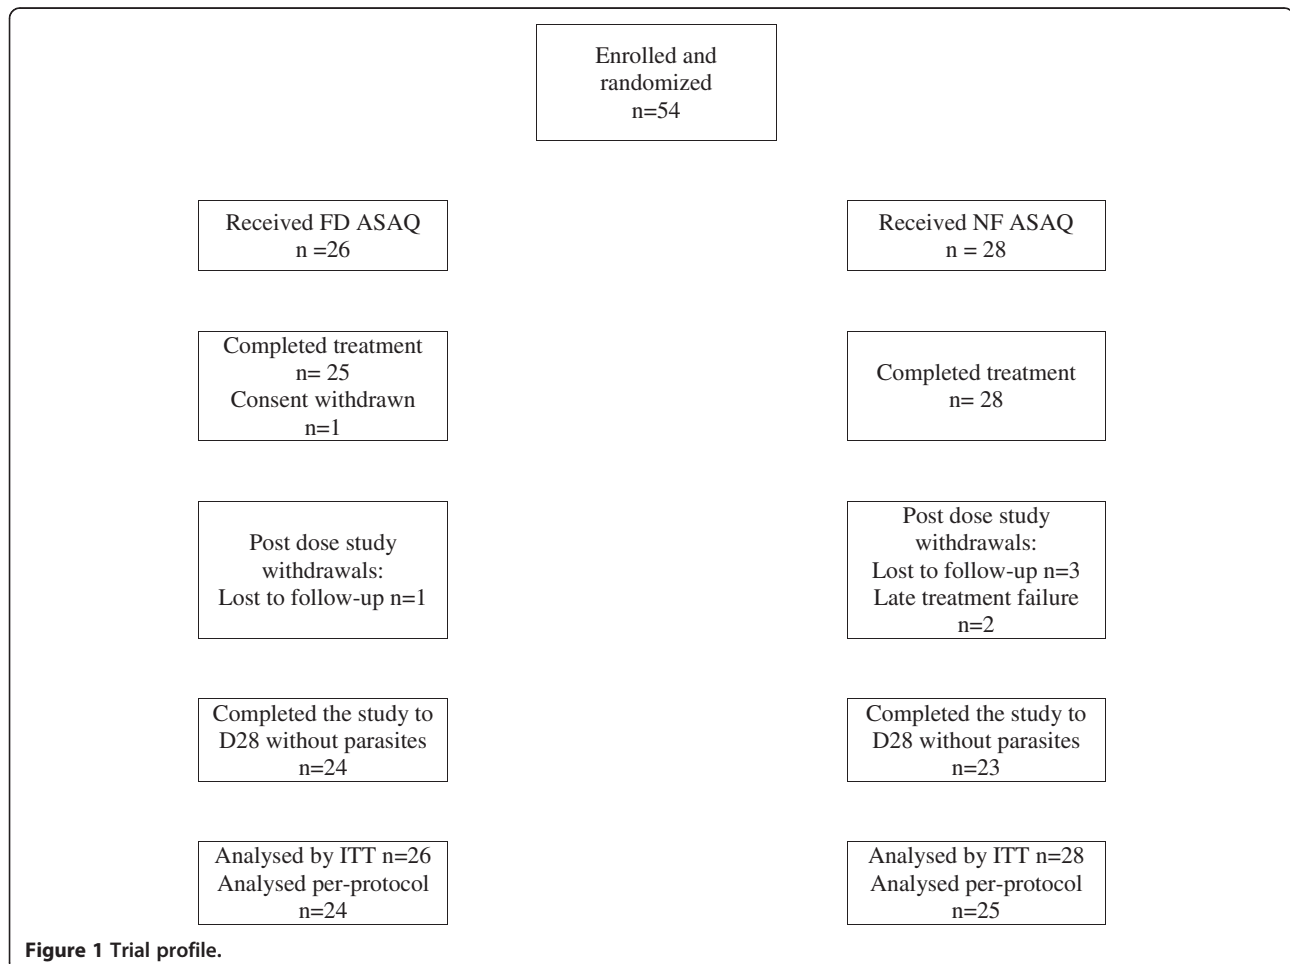 Enrolled and
randomized
n=54
Received FD ASAQ
n =26
Received NF ASAQ
n = 28
Completed treatment
n= 25
Consent withdrawn
n=1
Completed treatment
n= 28
Post dose study
withdrawals:
Lost to follow-up n=1
Post dose study
withdrawals:
Lost to follow-up n=3
Late treatment failure
n=2
Completed the study to
D28 without parasites
n=24
Completed the study to
D28 without parasites
n=23
Analysed by ITT n=26
Analysed per-protocol
n=24
Analysed by ITT n=28
Analysed per-protocol
n=25
Figure 1 Trial profile.